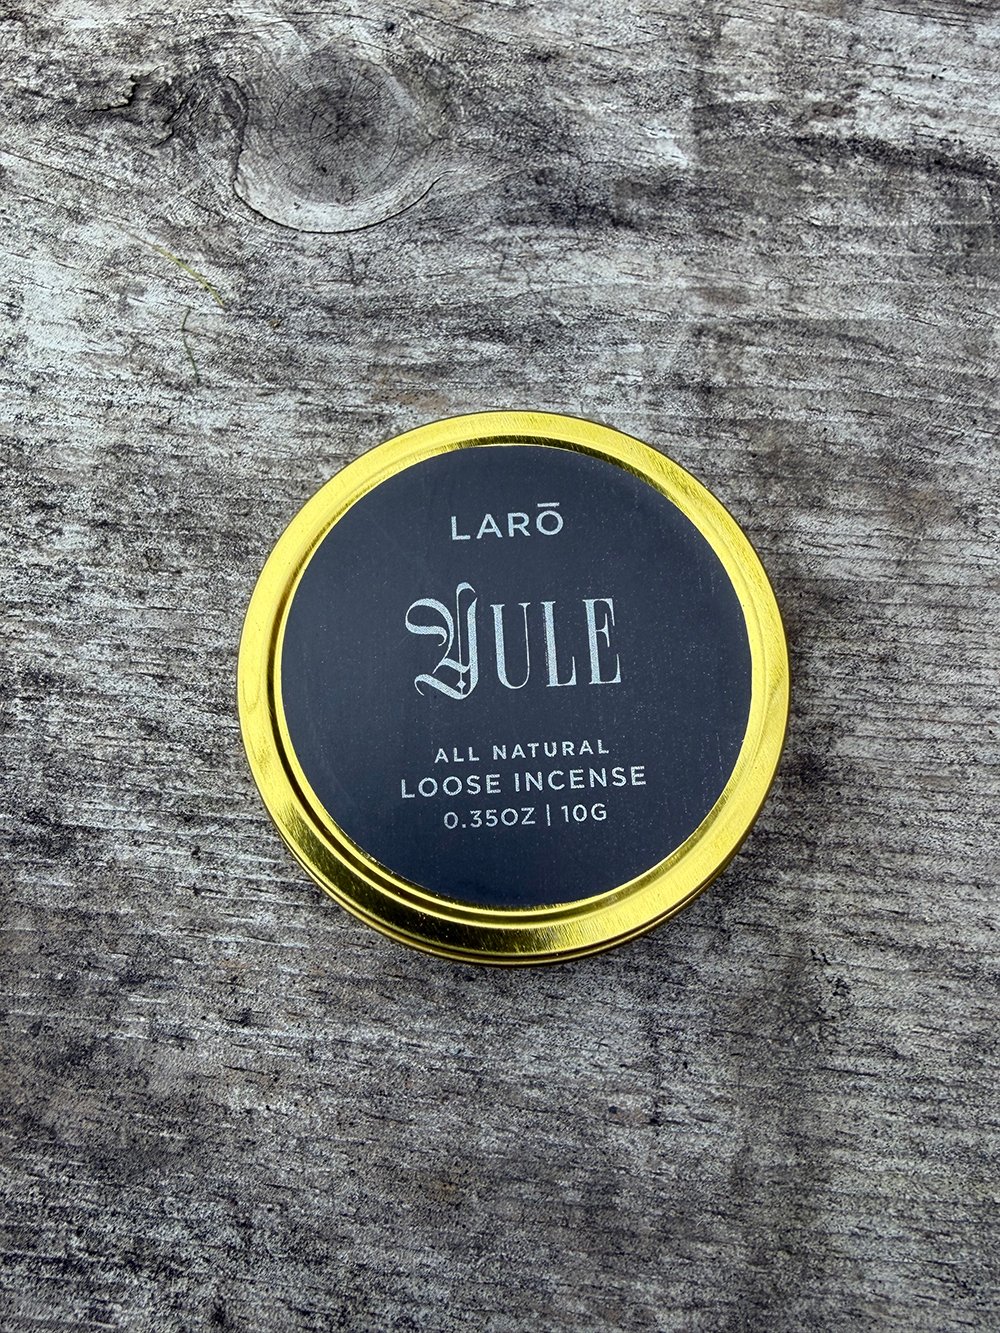 LARŌ
YULE
ALL NATURAL
LOOSE INCENSE
0.35OZ | 10G